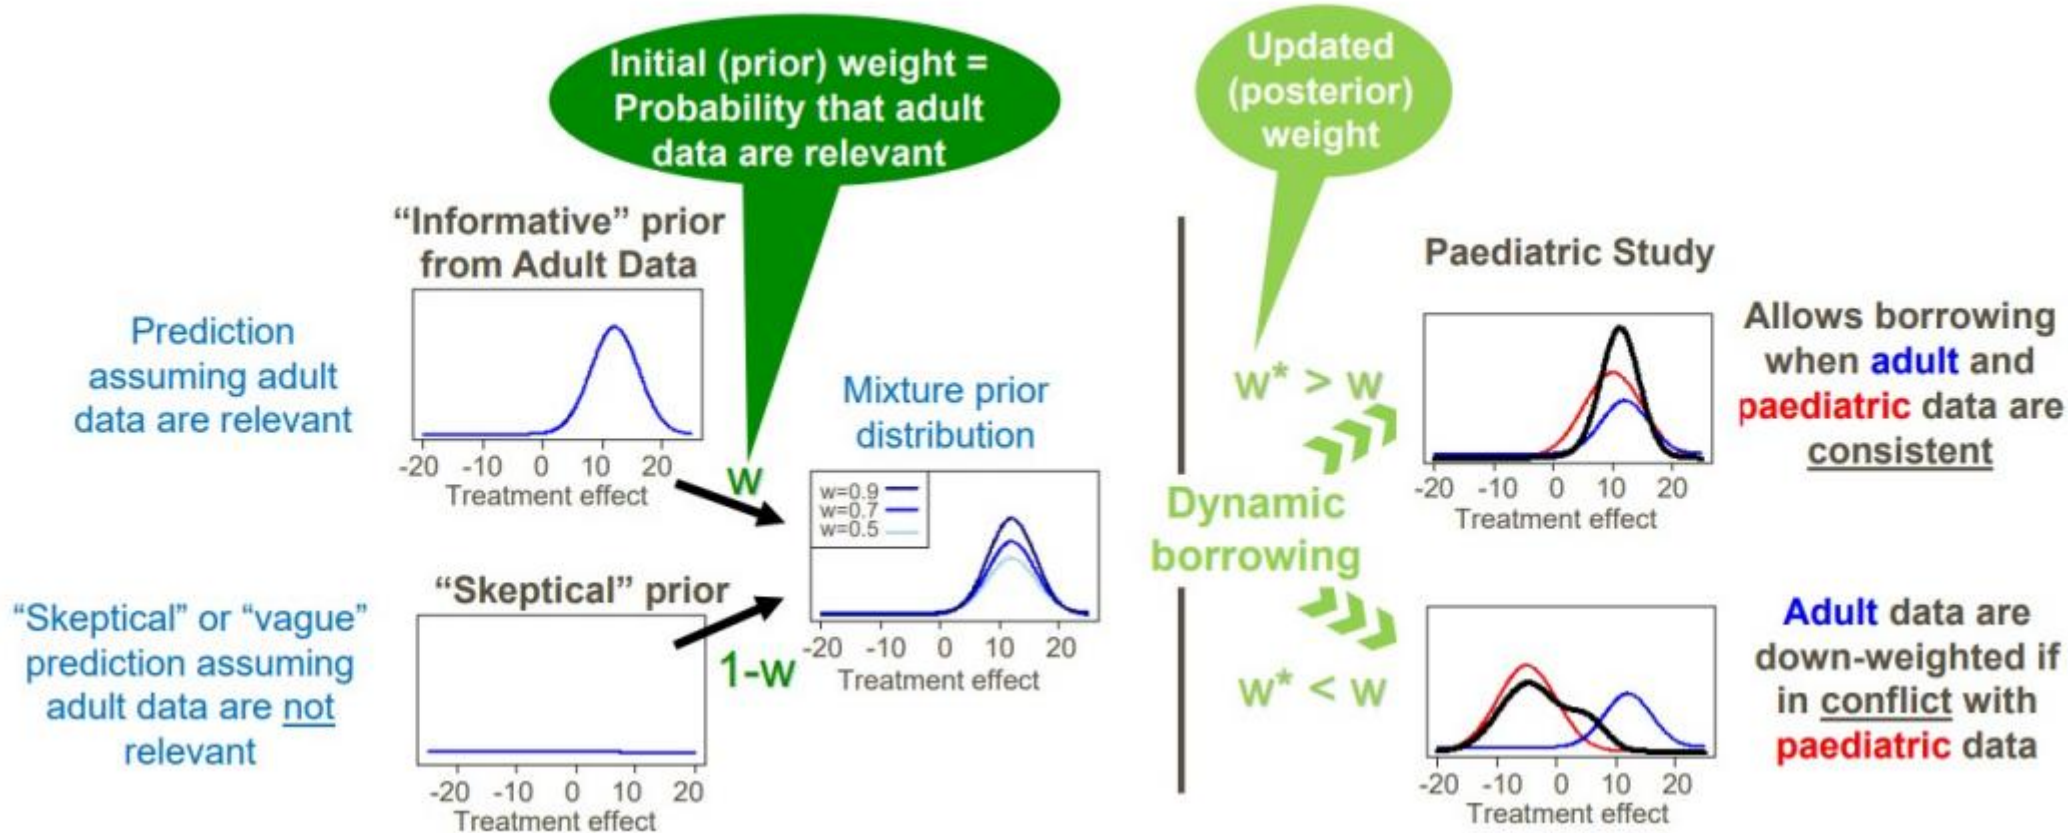 Initial (prior) weight =
Probability that adult
data are relevant
Updated
(posterior)
weight
“Informative” prior
from Adult Data
Prediction
assuming adult
data are relevant
-20 -10 0 10 20
Treatment effect
w
“Skeptical” or “vague”
prediction assuming
adult data are not
relevant
“Skeptical” prior
-20 -10 0 10 20
Treatment effect
1-w
Mixture prior
distribution
w=0.9
w=0.7
w=0.5
-20 -10 0 10 20
Treatment effect
Dynamic
borrowing
w* > w
w* < w
Paediatric Study
-20 -10 0 10 20
Treatment effect
Allows borrowing
when adult and
paediatric data are
consistent
-20 -10 0 10 20
Treatment effect
Adult data are
down-weighted if
in conflict with
paediatric data